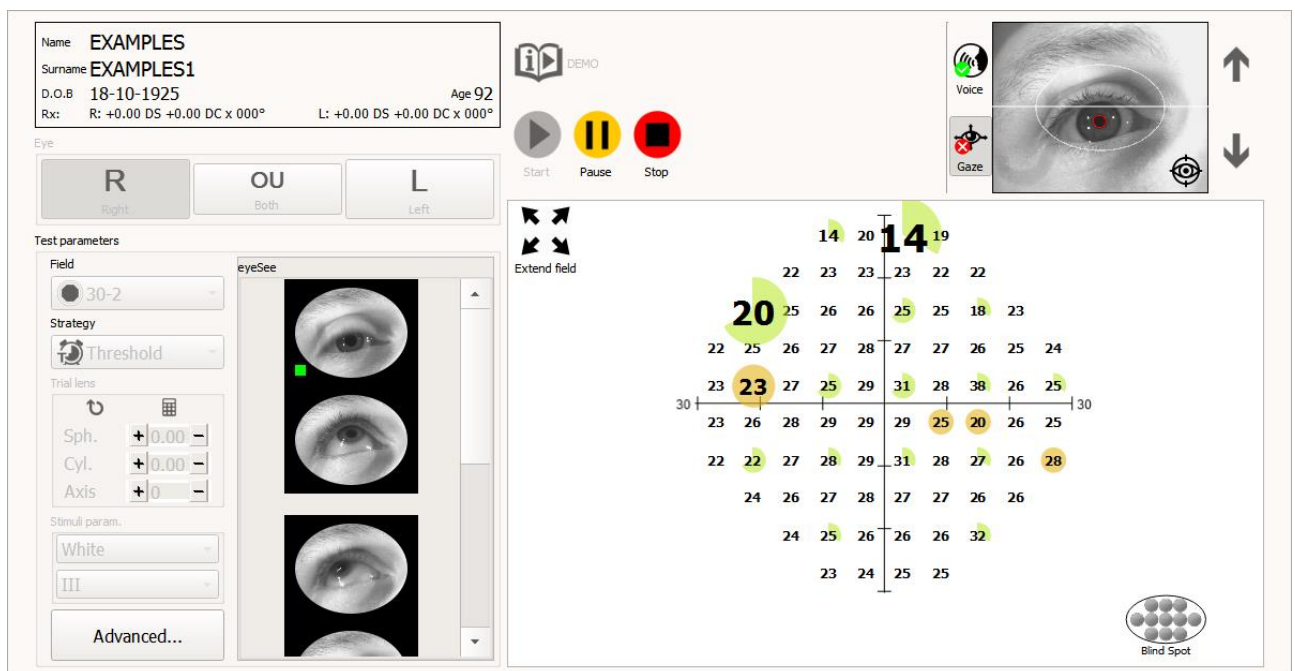 Name EXAMPLES
Surname EXAMPLES1
D.O.B 18-10-1925 Age 92
Rx: R: +0.00 DS +0.00 DC x 000° L: +0.00 DS +0.00 DC x 000°
Eye
R OU L
Right Both Left
Test parameters
Field
30-2
Strategy
Threshold
Trial lens
Sph. + 0.00 -
Cyl. + 0.00 -
Axis + 0 -
Stimuli param.
White
III
Advanced...
eyeSee
DEMO
Start Pause Stop
Voice
Gaze
Extend field
14 20 14 19
22 23 23 23 22 22
20 25 26 26 25 25 18 23
22 25 26 27 28 27 27 26 25 24
23 23 27 25 29 31 28 38 26 25
30 30
23 26 28 29 29 29 25 20 26 25
22 22 27 28 29 31 28 27 26 28
24 26 27 28 27 27 26 26
24 25 26 26 26 32
23 24 25 25
Blind Spot